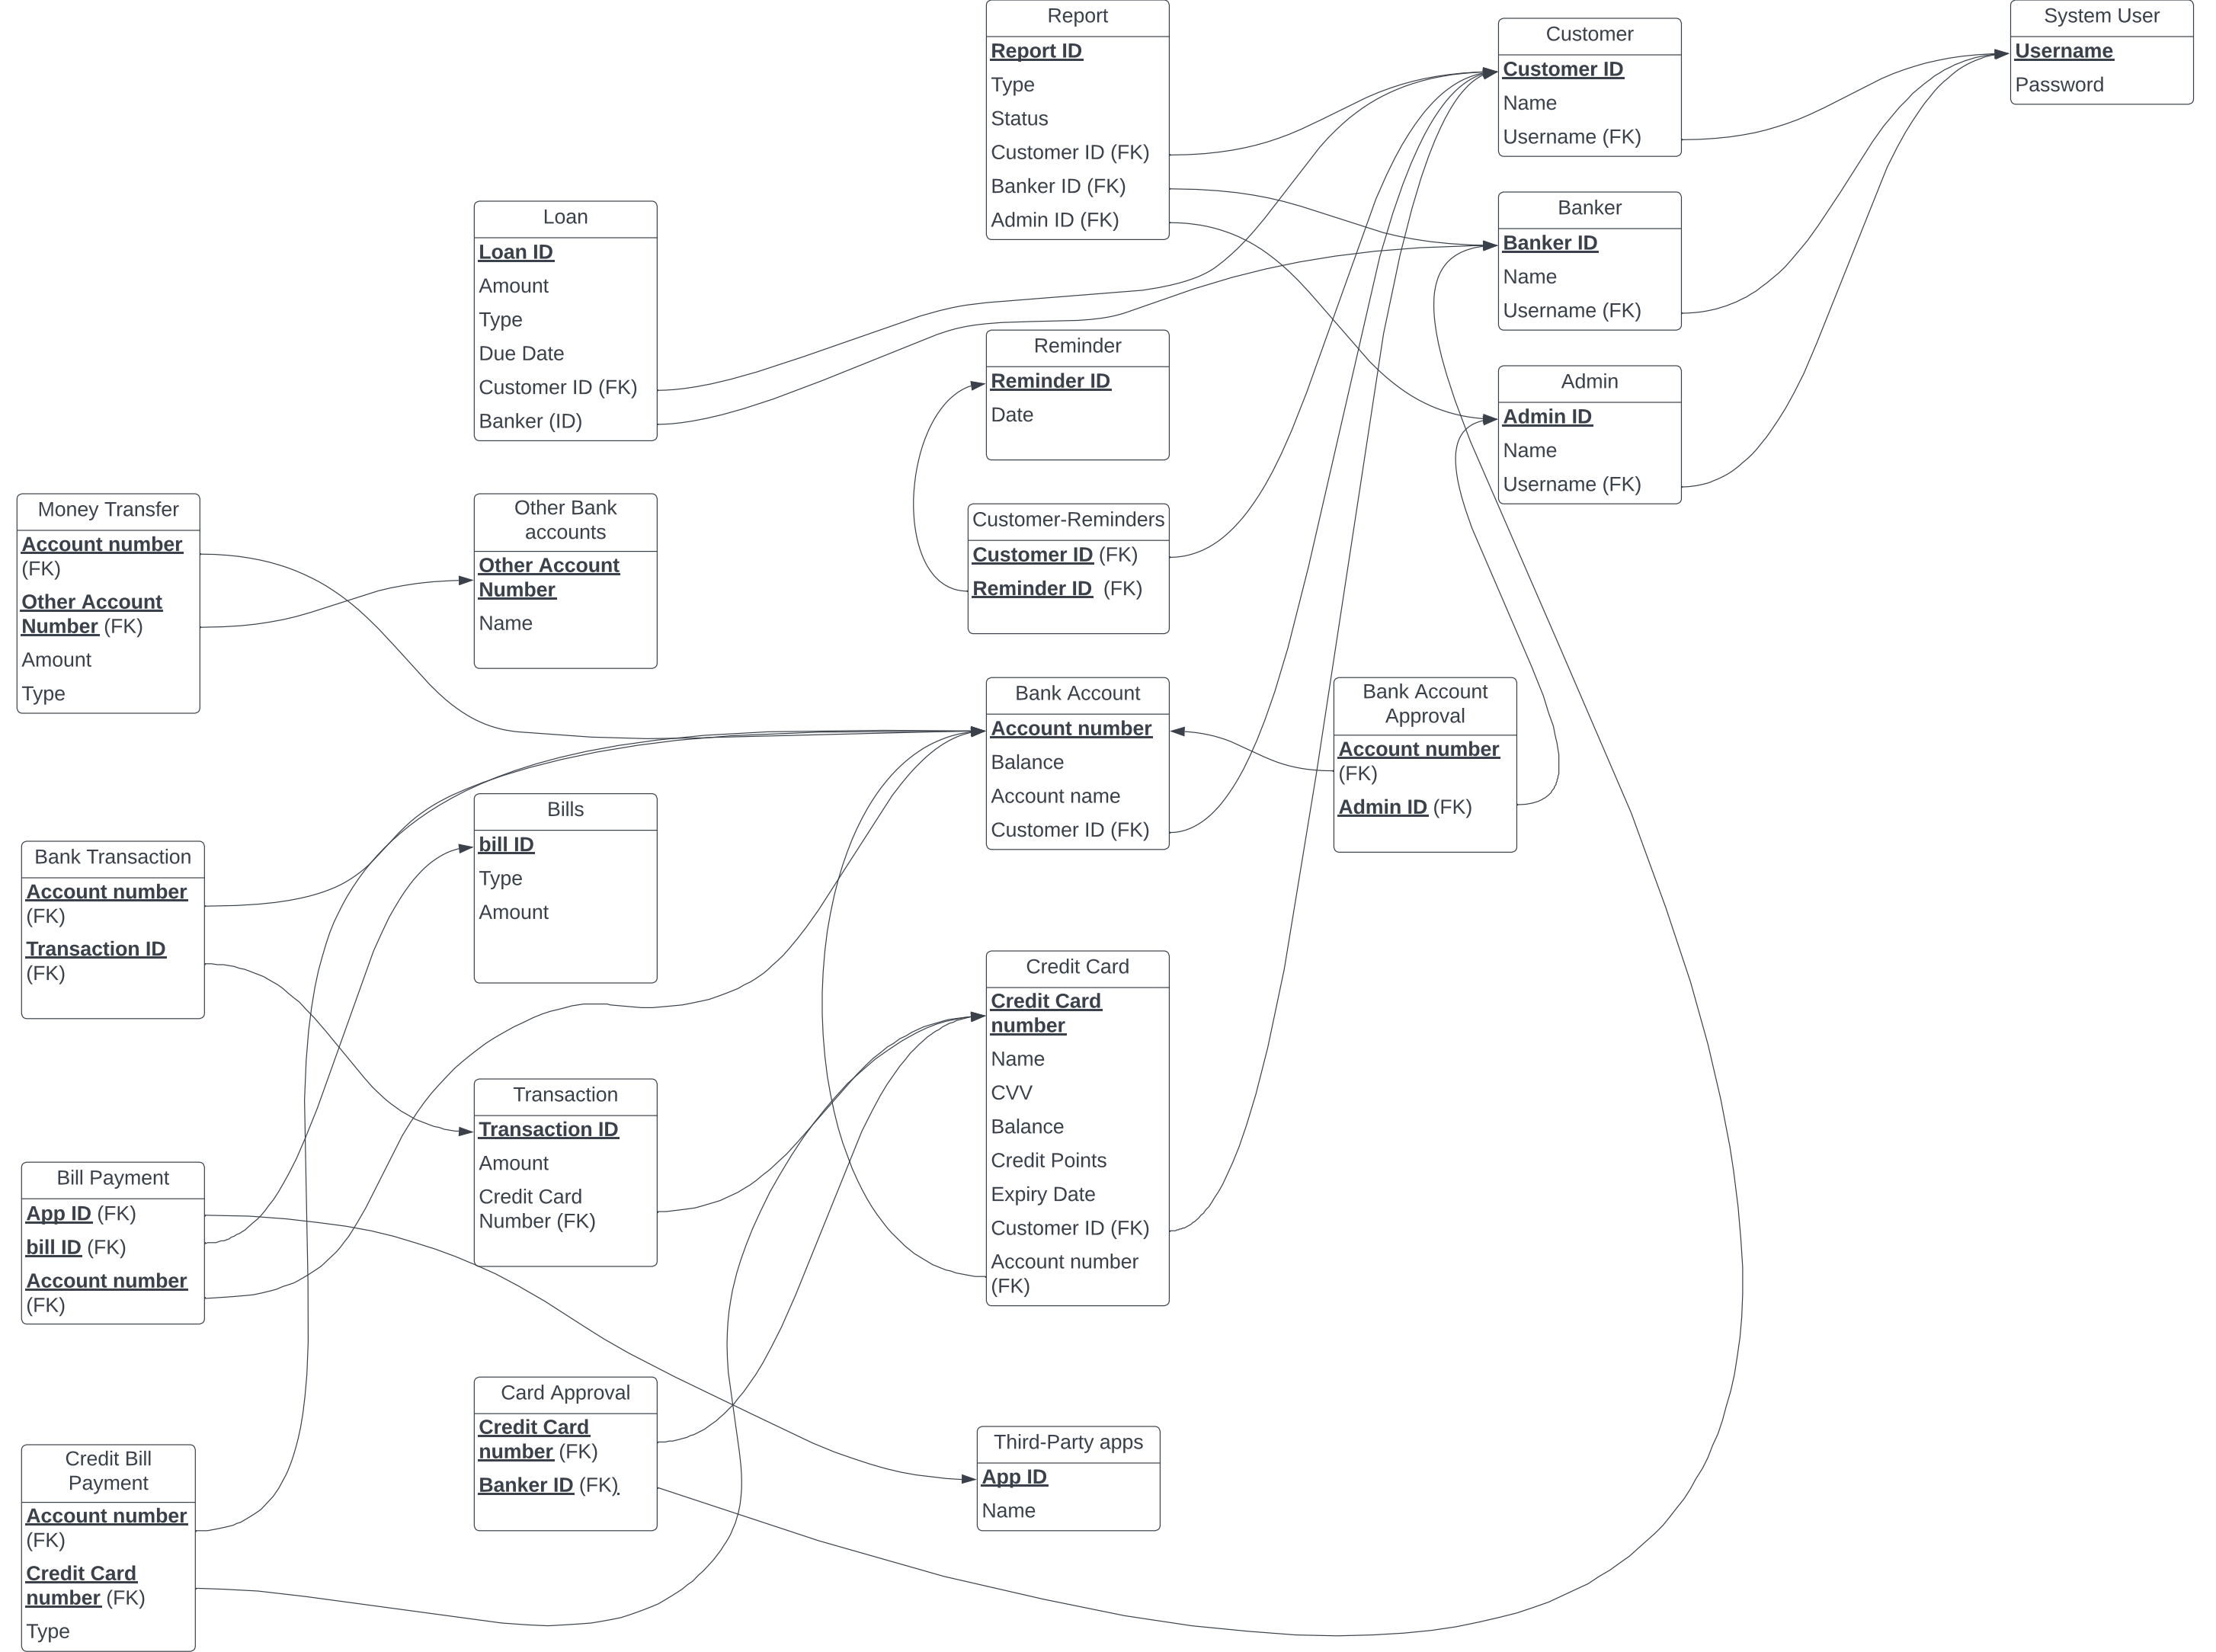 Report
Report ID
Type
Status
Customer ID (FK)
Banker ID (FK)
Admin ID (FK)
Customer
Customer ID
Name
Username (FK)
System User
Username
Password
Banker
Banker ID
Name
Username (FK)
Admin
Admin ID
Name
Username (FK)
Loan
Loan ID
Amount
Type
Due Date
Customer ID (FK)
Banker (ID)
Reminder
Reminder ID
Date
Customer-Reminders
Customer ID (FK)
Reminder ID (FK)
Money Transfer
Account number
(FK)
Other Account
Number (FK)
Amount
Type
Other Bank
accounts
Other Account
Number
Name
Bank Account
Account number
Balance
Account name
Customer ID (FK)
Bank Account
Approval
Account number
(FK)
Admin ID (FK)
Bank Transaction
Account number
(FK)
Transaction ID
(FK)
Bills
bill ID
Type
Amount
Credit Card
Credit Card
number
Name
CVV
Balance
Credit Points
Expiry Date
Customer ID (FK)
Account number
(FK)
Transaction
Transaction ID
Amount
Credit Card
Number (FK)
Bill Payment
App ID (FK)
bill ID (FK)
Account number
(FK)
Card Approval
Credit Card
number (FK)
Banker ID (FK)
Third-Party apps
App ID
Name
Credit Bill
Payment
Account number
(FK)
Credit Card
number (FK)
Type